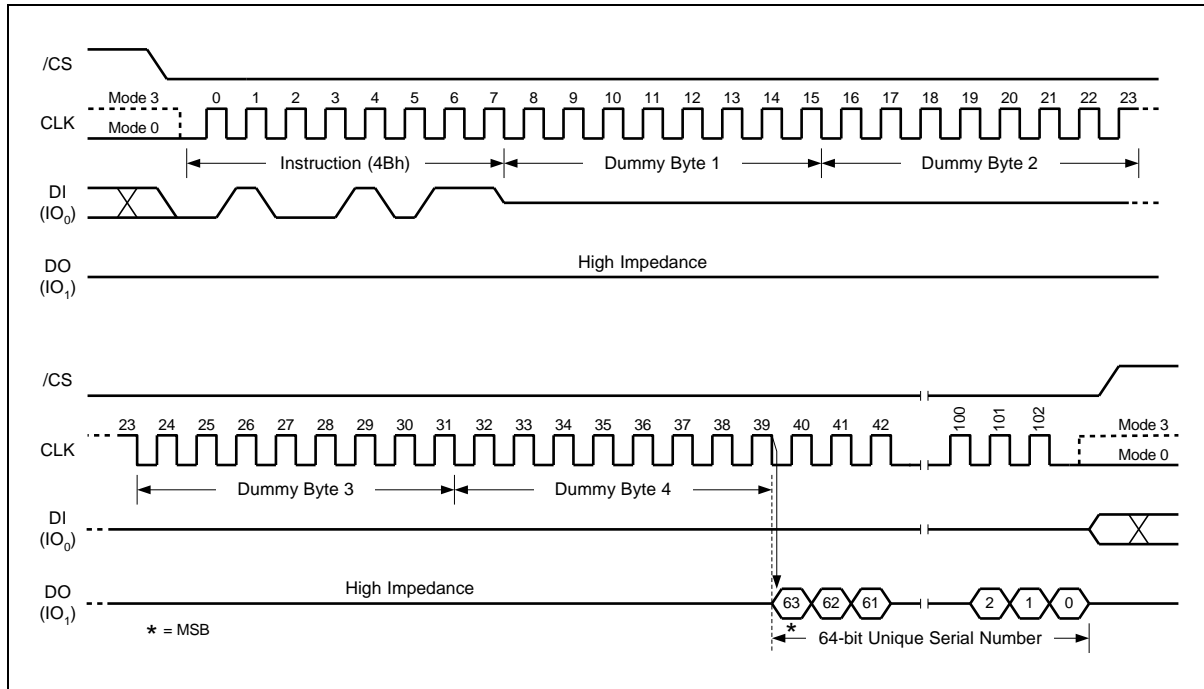 /CS
Mode 3 0 1 2 3 4 5 6 7 8 9 10 11 12 13 14 15 16 17 18 19 20 21 22 23
CLK
Mode 0
Instruction (4Bh) Dummy Byte 1 Dummy Byte 2
DI
(IO0)
DO
(IO1)
High Impedance
/CS
23 24 25 26 27 28 29 30 31 32 33 34 35 36 37 38 39 40 41 42 100 101 102 Mode 3
CLK
Mode 0
Dummy Byte 3 Dummy Byte 4
DI
(IO0)
DO
(IO1)
High Impedance
63 62 61 2 1 0
* = MSB
* 64-bit Unique Serial Number